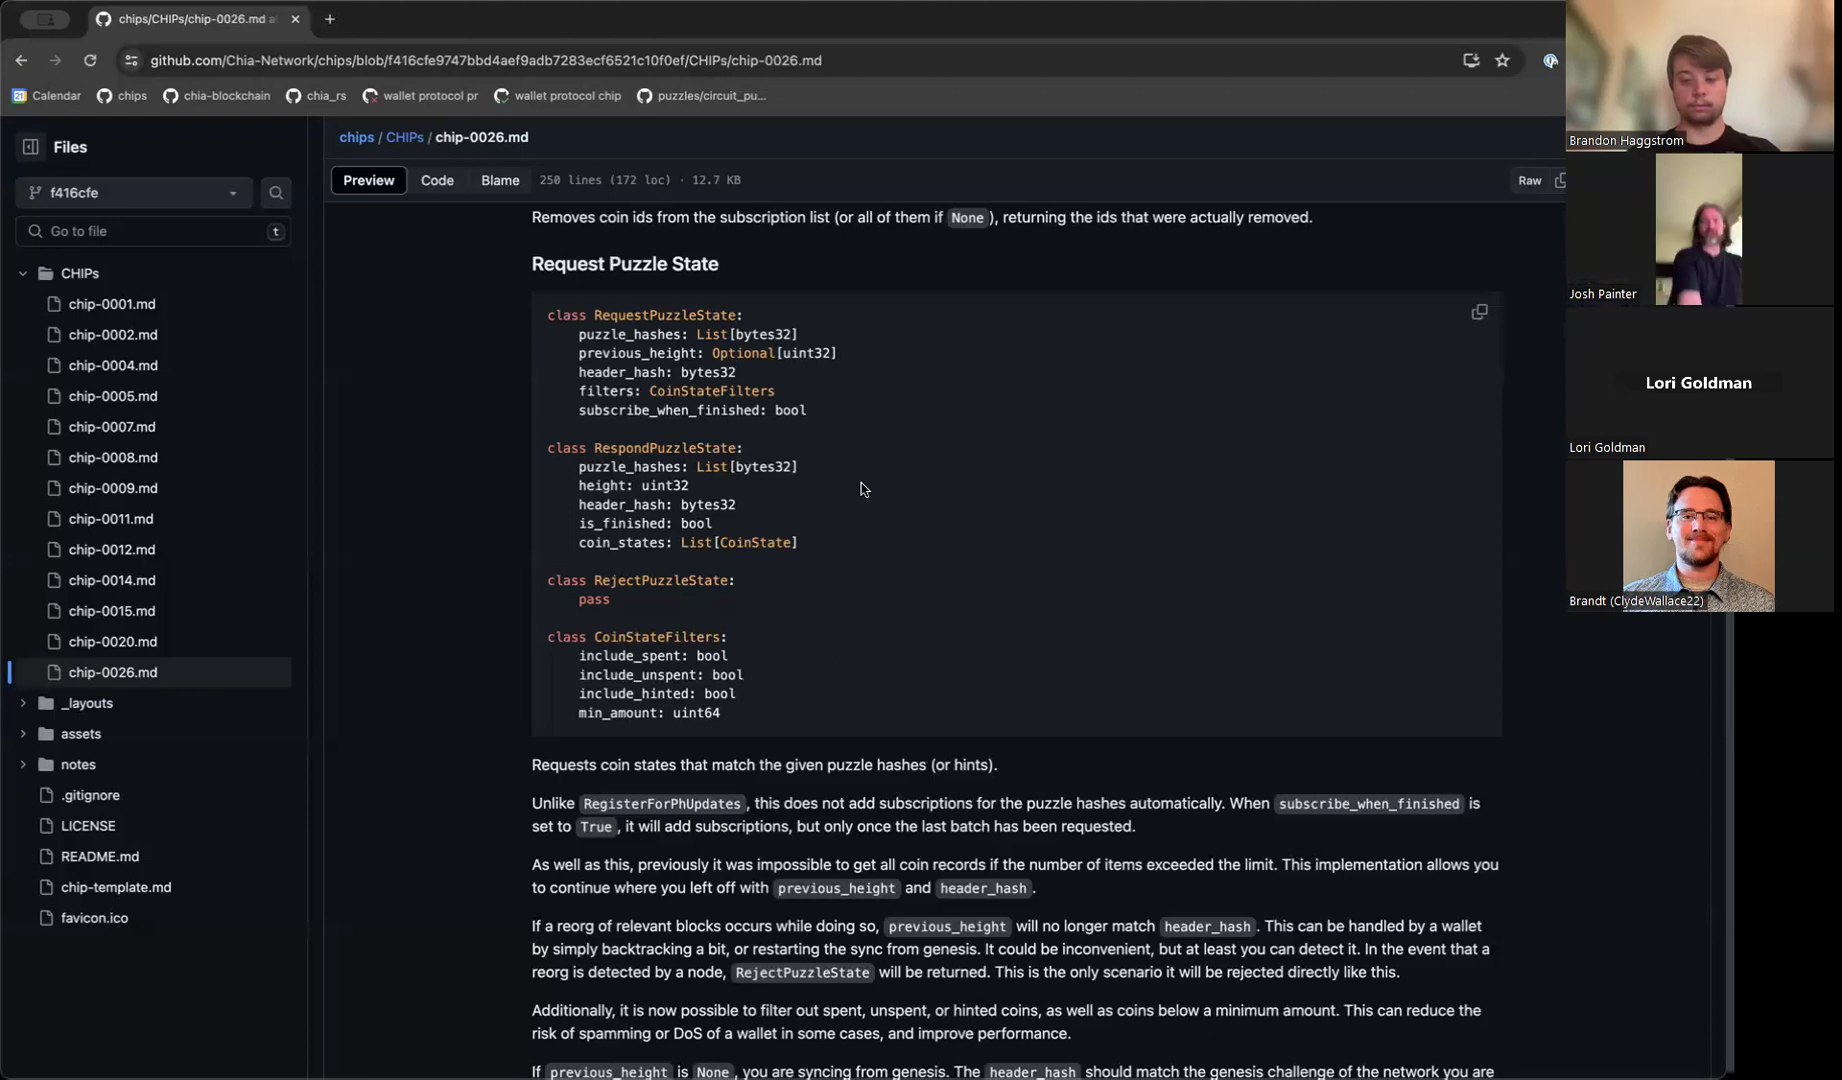 chips/CHIPs/chip-0026.md a
github.com/Chia-Network/chips/blob/f416cfe9747bbd4aef9adb7283ecf6521c10f0ef/CHIPs/chip-0026.md
21 Calendar chips chia-blockchain chia_rs wallet protocol pr wallet protocol chip puzzles/circuit_pu...
Files
f416cfe
Go to file t
CHIPs
chip-0001.md
chip-0002.md
chip-0004.md
chip-0005.md
chip-0007.md
chip-0008.md
chip-0009.md
chip-0011.md
chip-0012.md
chip-0014.md
chip-0015.md
chip-0020.md
chip-0026.md
_layouts
assets
notes
.gitignore
LICENSE
README.md
chip-template.md
favicon.ico
chips / CHIPs / chip-0026.md
Preview Code Blame 250 lines (172 loc) · 12.7 KB Raw
Removes coin ids from the subscription list (or all of them if None), returning the ids that were actually removed.
Request Puzzle State
class RequestPuzzleState:
puzzle_hashes: List[bytes32]
previous_height: Optional[uint32]
header_hash: bytes32
filters: CoinStateFilters
subscribe_when_finished: bool
class RespondPuzzleState:
puzzle_hashes: List[bytes32]
height: uint32
header_hash: bytes32
is_finished: bool
coin_states: List[CoinState]
class RejectPuzzleState:
pass
class CoinStateFilters:
include_spent: bool
include_unspent: bool
include_hinted: bool
min_amount: uint64
Requests coin states that match the given puzzle hashes (or hints).
Unlike RegisterForPhUpdates, this does not add subscriptions for the puzzle hashes automatically. When subscribe_when_finished is
set to True, it will add subscriptions, but only once the last batch has been requested.
As well as this, previously it was impossible to get all coin records if the number of items exceeded the limit. This implementation allows you
to continue where you left off with previous_height and header_hash.
If a reorg of relevant blocks occurs while doing so, previous_height will no longer match header_hash. This can be handled by a wallet
by simply backtracking a bit, or restarting the sync from genesis. It could be inconvenient, but at least you can detect it. In the event that a
reorg is detected by a node, RejectPuzzleState will be returned. This is the only scenario it will be rejected directly like this.
Additionally, it is now possible to filter out spent, unspent, or hinted coins, as well as coins below a minimum amount. This can reduce the
risk of spamming or DoS of a wallet in some cases, and improve performance.
If previous_height is None, you are syncing from genesis. The header_hash should match the genesis challenge of the network you are
Brandon Haggstrom
Josh Painter
Lori Goldman
Lori Goldman
Brandt (ClydeWallace22)